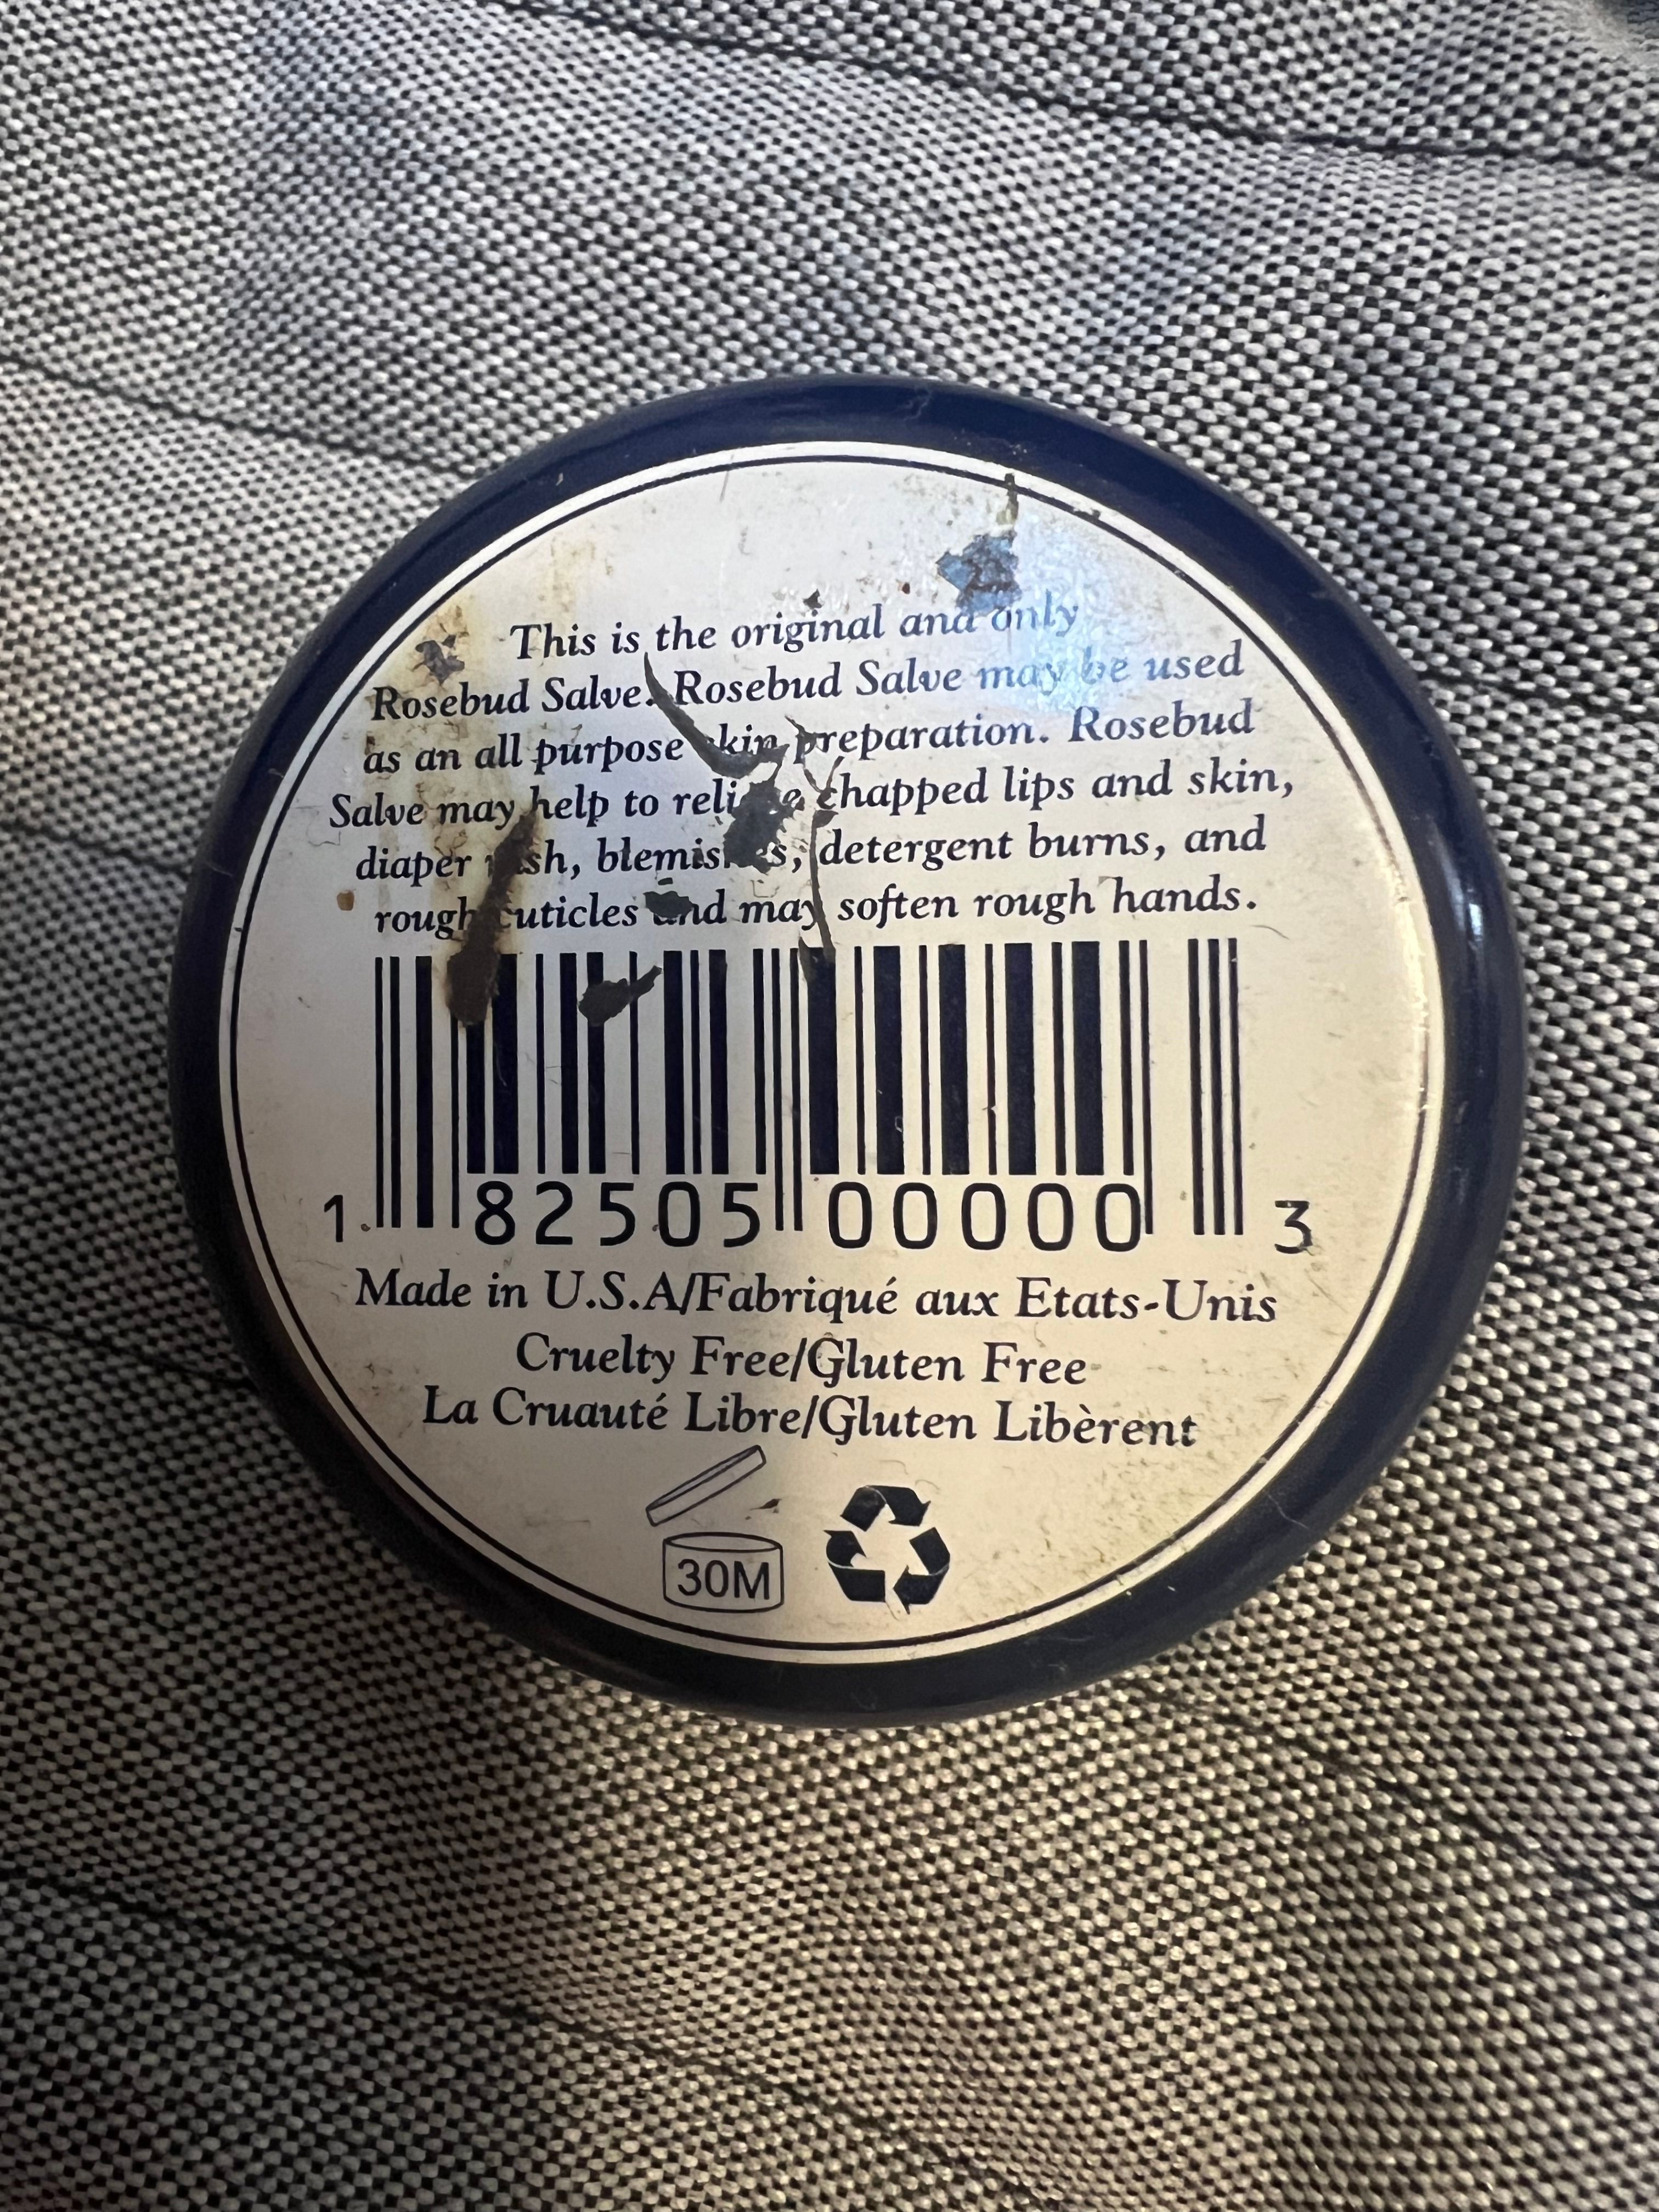 This is the original and only
Rosebud Salve. Rosebud Salve may be used
as an all purpose skin preparation. Rosebud
Salve may help to relieve chapped lips and skin,
diaper rash, blemishes, detergent burns, and
rough cuticles and may soften rough hands.
1 82505 00000 3
Made in U.S.A/Fabriqué aux Etats-Unis
Cruelty Free/Gluten Free
La Cruauté Libre/Gluten Libèrent
30M